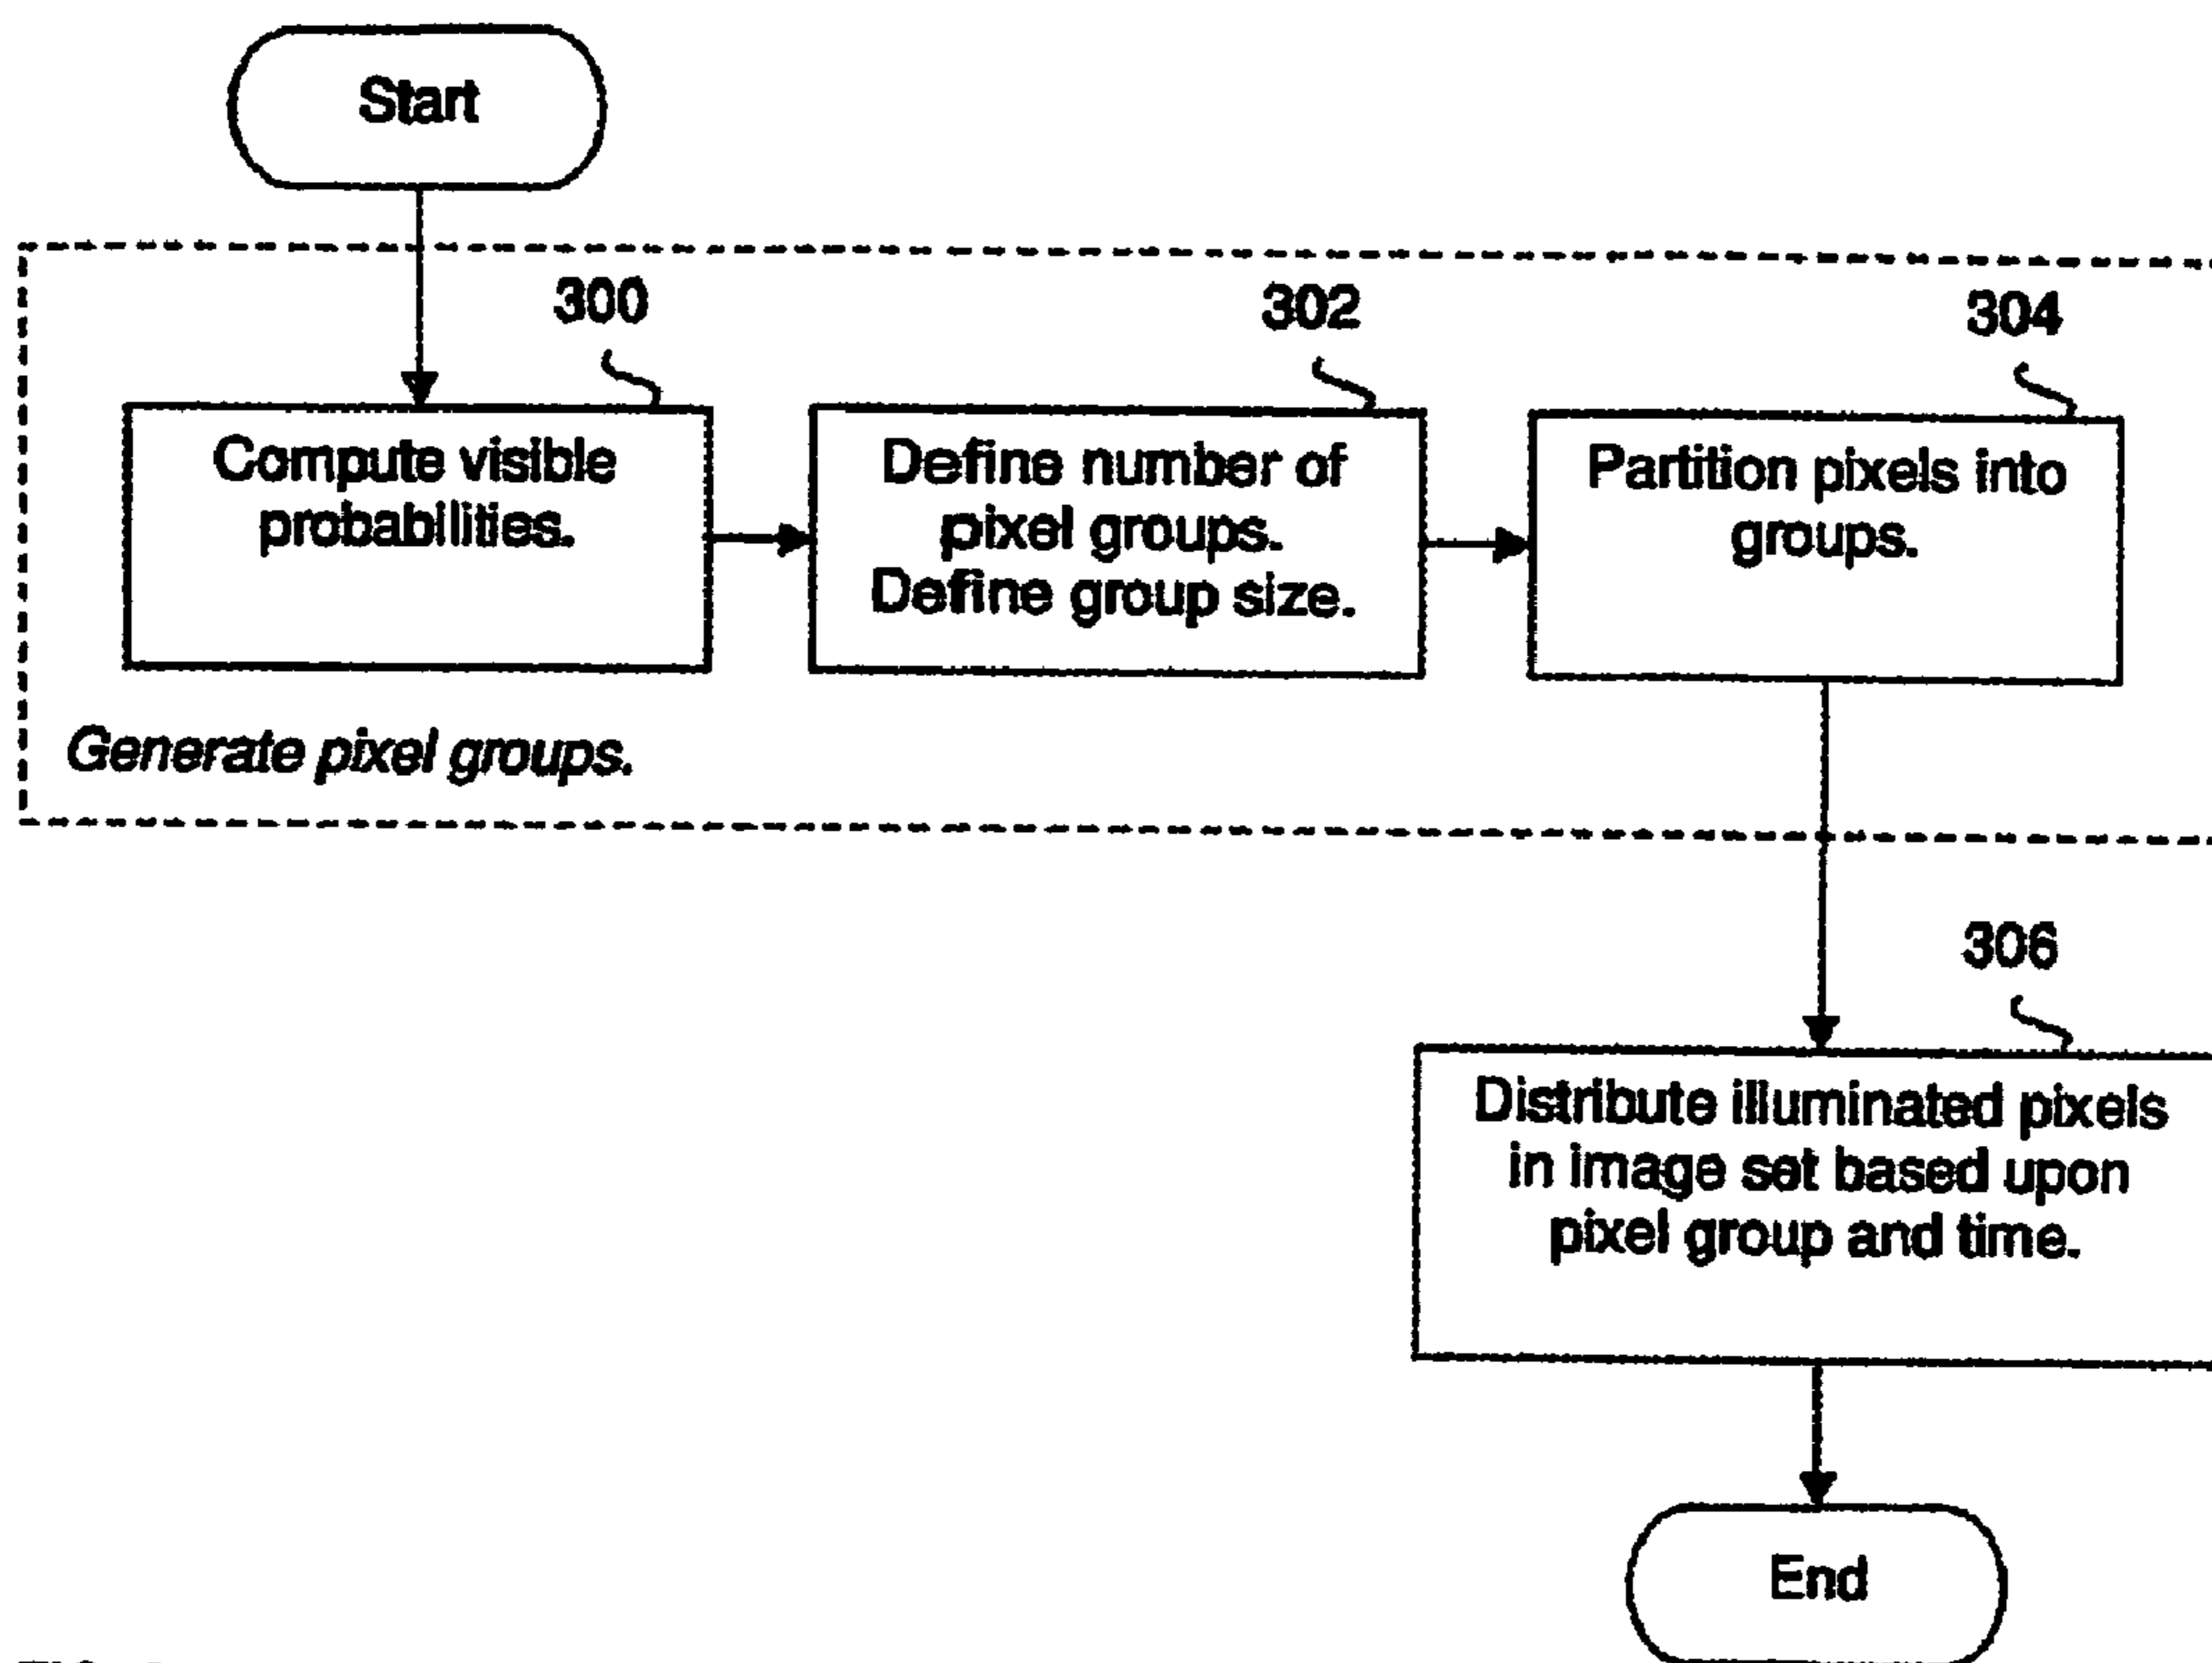 Start
300
302
304
Compute visible
probabilities.
Define number of
pixel groups.
Define group size.
Partition pixels into
groups.
Generate pixel groups.
306
Distribute illuminated pixels
in image set based upon
pixel group and time.
End